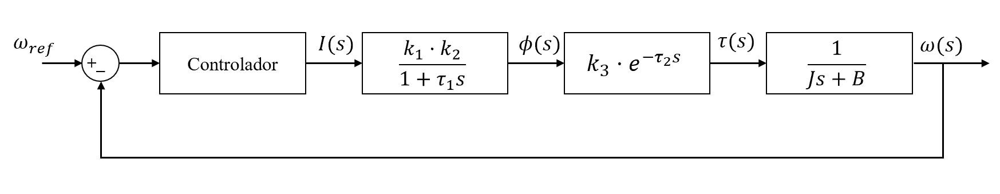 ω_ref
+
−
Controlador
I(s)
k₁ · k₂
1 + τ₁s
ϕ(s)
k₃ · e^{−τ₂s}
τ(s)
1
Js + B
ω(s)